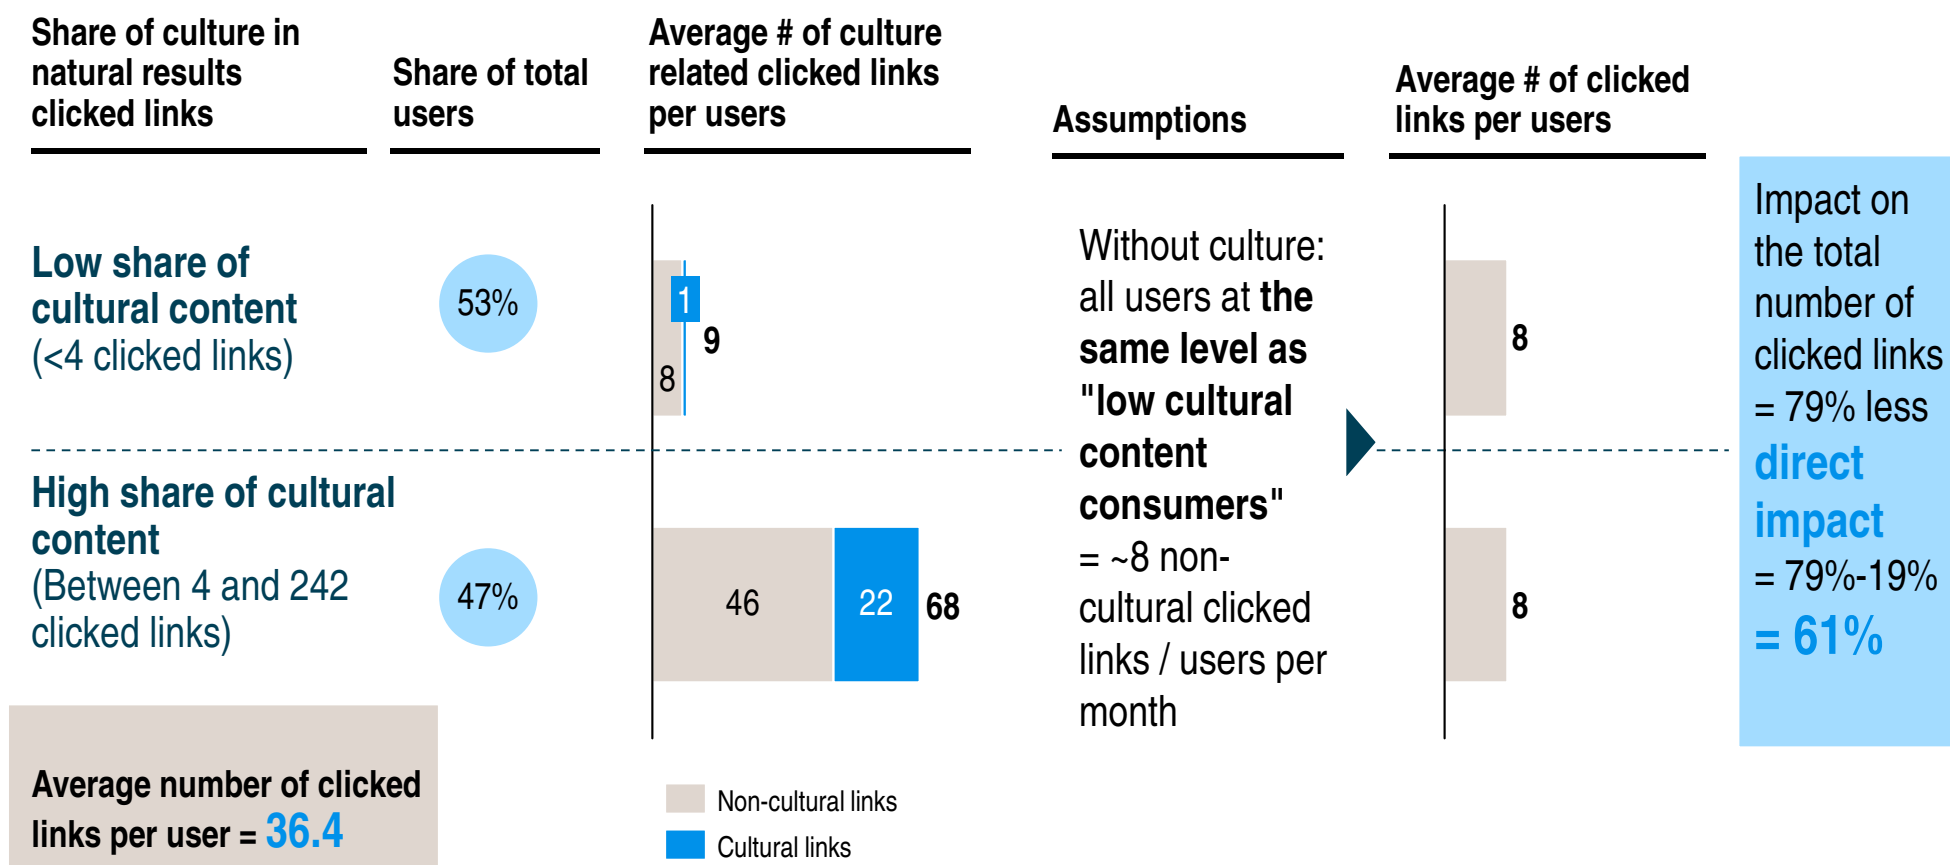 Share of culture in
natural results
clicked links
Share of total
users
Average # of culture
related clicked links
per users
Assumptions
Average # of clicked
links per users
Low share of
cultural content
(<4 clicked links)
53%
1
8
9
Without culture:
all users at the
same level as
"low cultural
content
consumers"
= ~8 non-
cultural clicked
links / users per
month
8
Impact on
the total
number of
clicked links
= 79% less
direct
impact
= 79%-19%
= 61%
High share of cultural
content
(Between 4 and 242
clicked links)
47%
46
22
68
8
Average number of clicked
links per user = 36.4
Non-cultural links
Cultural links